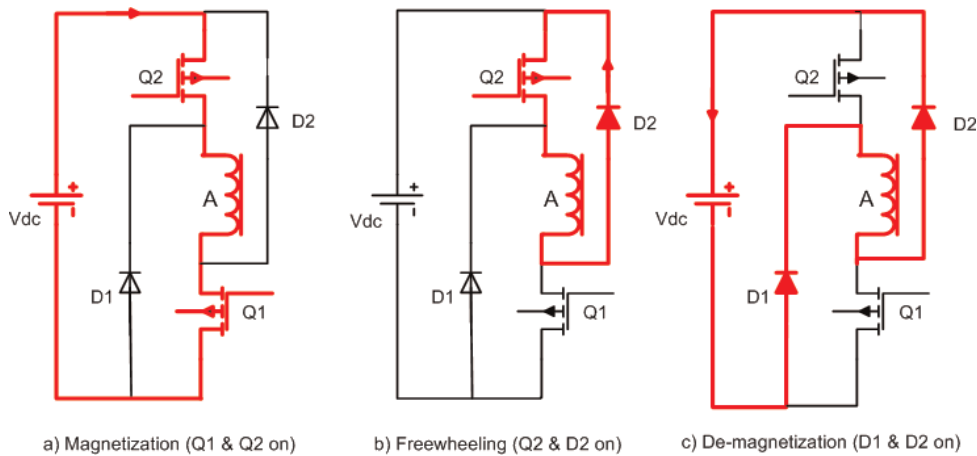 Q2
D2
+
-
Vdc
A
D1
Q1
a) Magnetization (Q1 & Q2 on)
Q2
D2
+
-
Vdc
A
D1
Q1
b) Freewheeling (Q2 & D2 on)
Q2
D2
+
-
Vdc
A
D1
Q1
c) De-magnetization (D1 & D2 on)